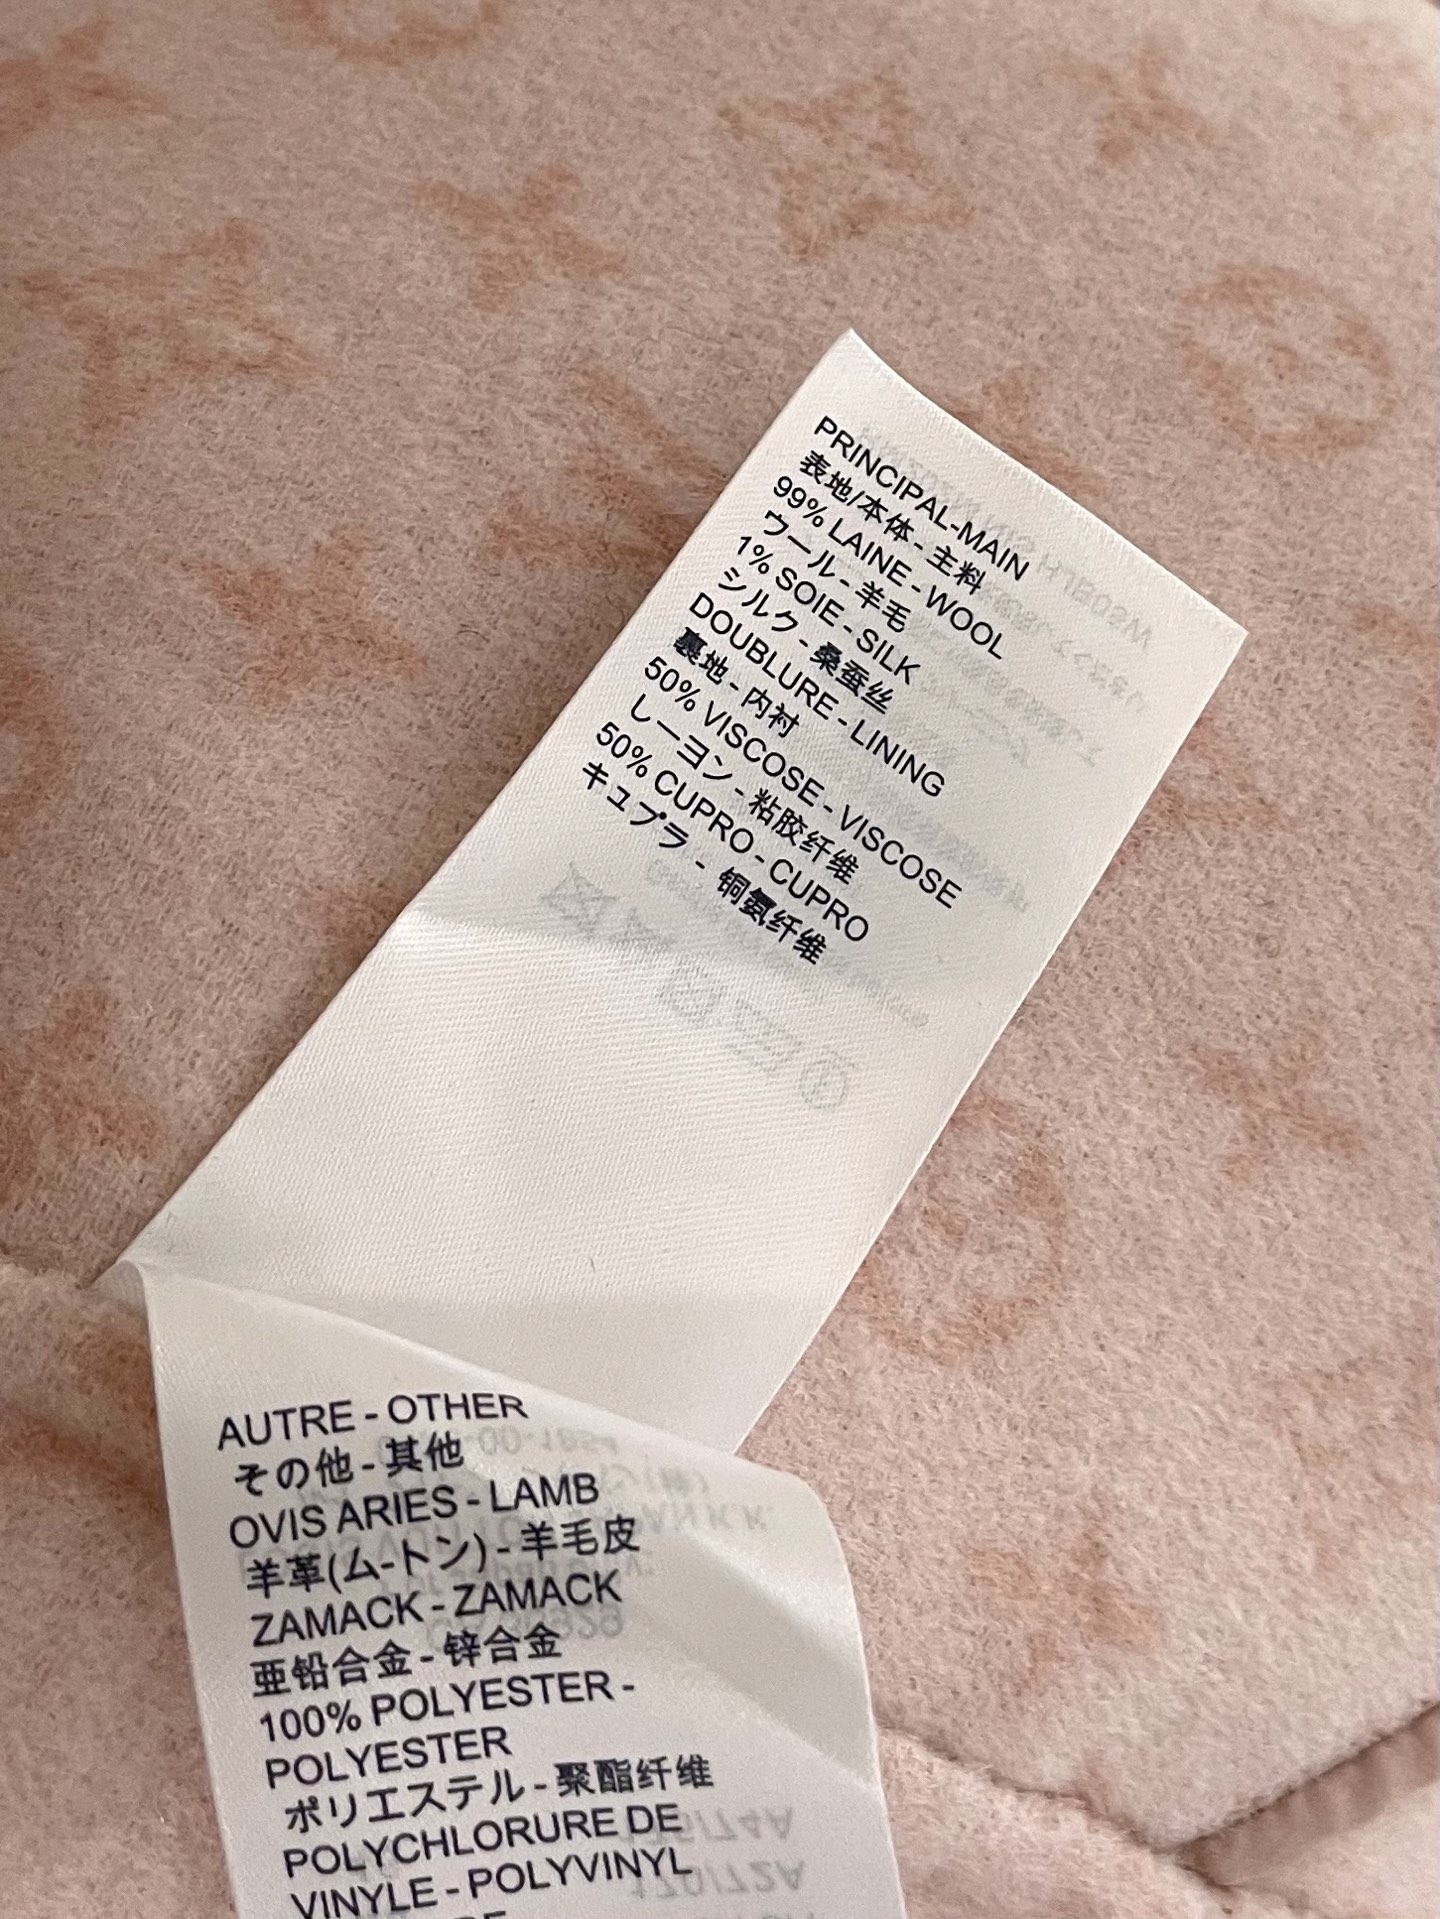 PRINCIPAL-MAIN
表地/本体 - 主料
99% LAINE - WOOL
ウール - 羊毛
1% SOIE - SILK
シルク - 桑蚕丝
DOUBLURE - LINING
裏地 - 内衬
50% VISCOSE - VISCOSE
レーヨン - 粘胶纤维
50% CUPRO - CUPRO
キュプラ - 铜氨纤维
AUTRE - OTHER
その他 - 其他
OVIS ARIES - LAMB
羊革(ム-トン) - 羊毛皮
ZAMACK - ZAMACK
亜鉛合金 - 锌合金
100% POLYESTER -
POLYESTER
ポリエステル - 聚酯纤维
POLYCHLORURE DE
VINYLE - POLYVINYL